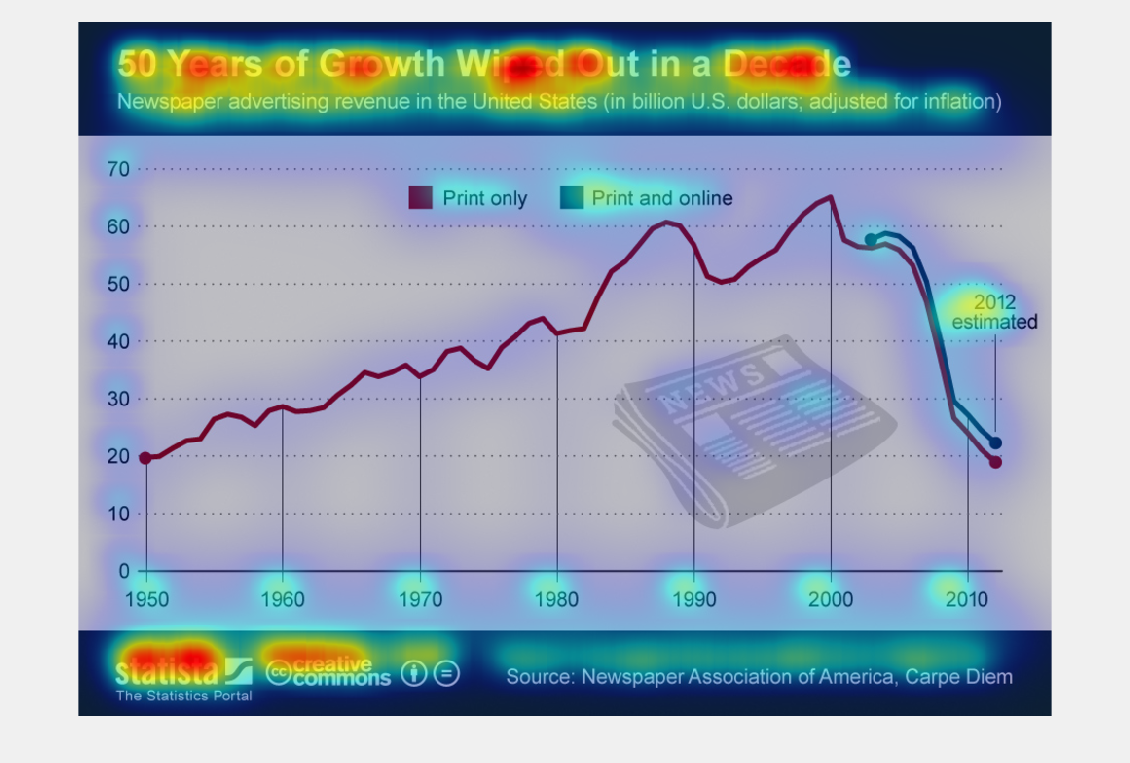 50 Years of Growth Wiped Out in a Decade
Newspaper advertising revenue in the United States (in billion U.S. dollars; adjusted for inflation)
70
Print only
Print and online
60
50
2012
estimated
40
NEWS
30
20
10
0
1950
1960
1970
1980
1990
2000
2010
statista
The Statistics Portal
cc creative
commons
Source: Newspaper Association of America, Carpe Diem